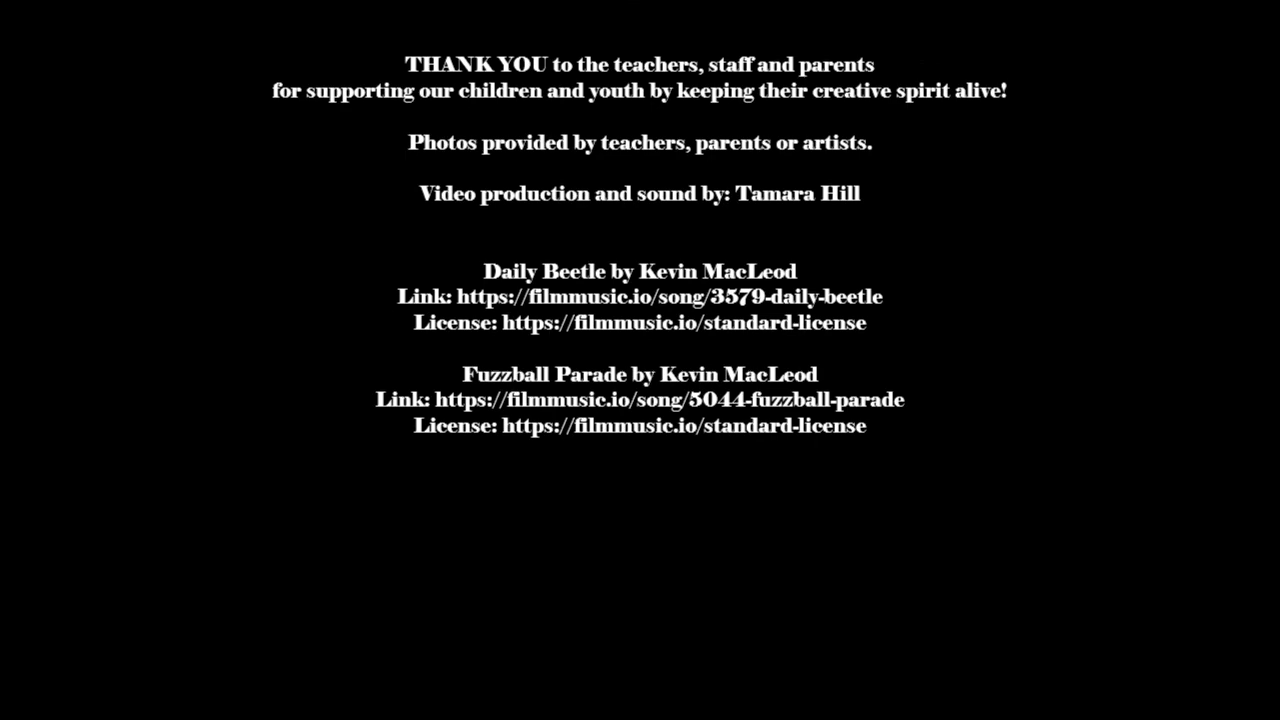 THANK YOU to the teachers, staff and parents
for supporting our children and youth by keeping their creative spirit alive!
Photos provided by teachers, parents or artists.
Video production and sound by: Tamara Hill
Daily Beetle by Kevin MacLeod
Link: https://filmmusic.io/song/3579-daily-beetle
License: https://filmmusic.io/standard-license
Fuzzball Parade by Kevin MacLeod
Link: https://filmmusic.io/song/5044-fuzzball-parade
License: https://filmmusic.io/standard-license